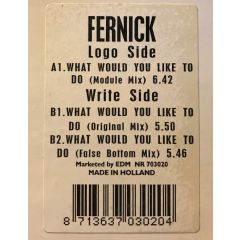 FERNICK
Logo Side
A1.WHAT WOULD YOU LIKE TO
DO (Module Mix) 6.42
Write Side
B1.WHAT WOULD YOU LIKE TO
DO (Original Mix) 5.50
B2.WHAT WOULD YOU LIKE TO
DO (False Bottom Mix) 5.46
Marketed by EDM NR 703020
MADE IN HOLLAND
8 713637 030204